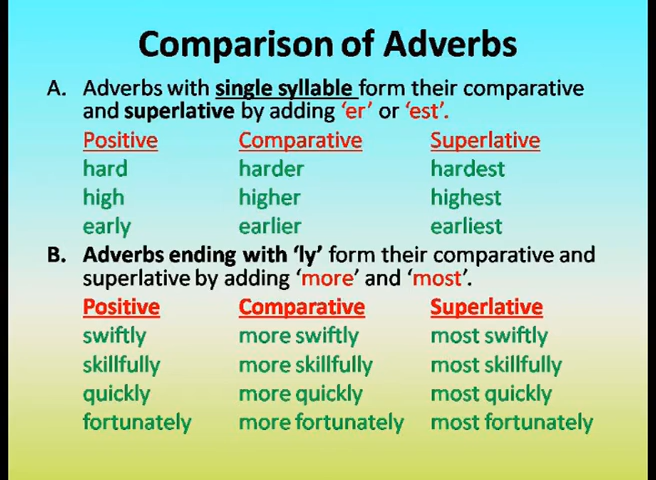 Comparison of Adverbs
A. Adverbs with single syllable form their comparative
and superlative by adding ‘er’ or ‘est’.
Positive Comparative Superlative
hard harder hardest
high higher highest
early earlier earliest
B. Adverbs ending with ‘ly’ form their comparative and
superlative by adding ‘more’ and ‘most’.
Positive Comparative Superlative
swiftly more swiftly most swiftly
skillfully more skillfully most skillfully
quickly more quickly most quickly
fortunately more fortunately most fortunately